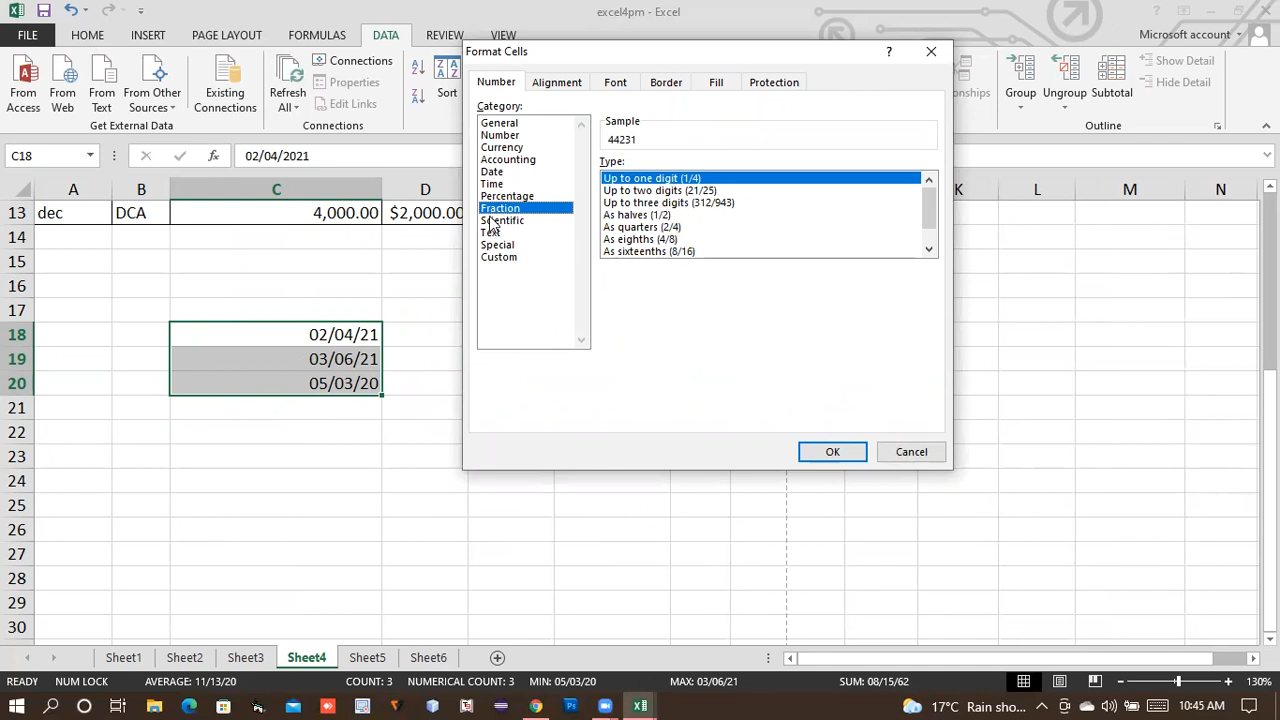 excel4pm - Excel
FILE HOME INSERT PAGE LAYOUT FORMULAS DATA REVIEW VIEW Microsoft account
From Access
From Web
From Text
From Other Sources
Get External Data
Existing Connections
Refresh All
Connections
Properties
Edit Links
Connections
Sort
Group
Ungroup
Subtotal
Show Detail
Hide Detail
Outline
C18 fx 02/04/2021
A B C D K L M N
13 dec DCA 4,000.00 $2,000.00
14
15
16
17
18 02/04/21
19 03/06/21
20 05/03/20
21
22
23
24
25
26
27
28
29
30
Format Cells ?
Number Alignment Font Border Fill Protection
Category:
General
Number
Currency
Accounting
Date
Time
Percentage
Fraction
Scientific
Text
Special
Custom
Sample
44231
Type:
Up to one digit (1/4)
Up to two digits (21/25)
Up to three digits (312/943)
As halves (1/2)
As quarters (2/4)
As eighths (4/8)
As sixteenths (8/16)
OK Cancel
Sheet1 Sheet2 Sheet3 Sheet4 Sheet5 Sheet6
READY NUM LOCK AVERAGE: 11/13/20 COUNT: 3 NUMERICAL COUNT: 3 MIN: 05/03/20 MAX: 03/06/21 SUM: 08/15/62 130%
17°C Rain sho... 10:45 AM